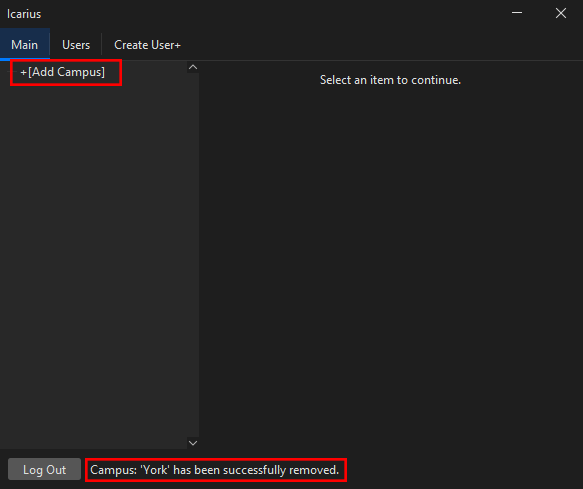 Icarius
Main Users Create User+
+[Add Campus]
Select an item to continue.
Log Out Campus: 'York' has been successfully removed.